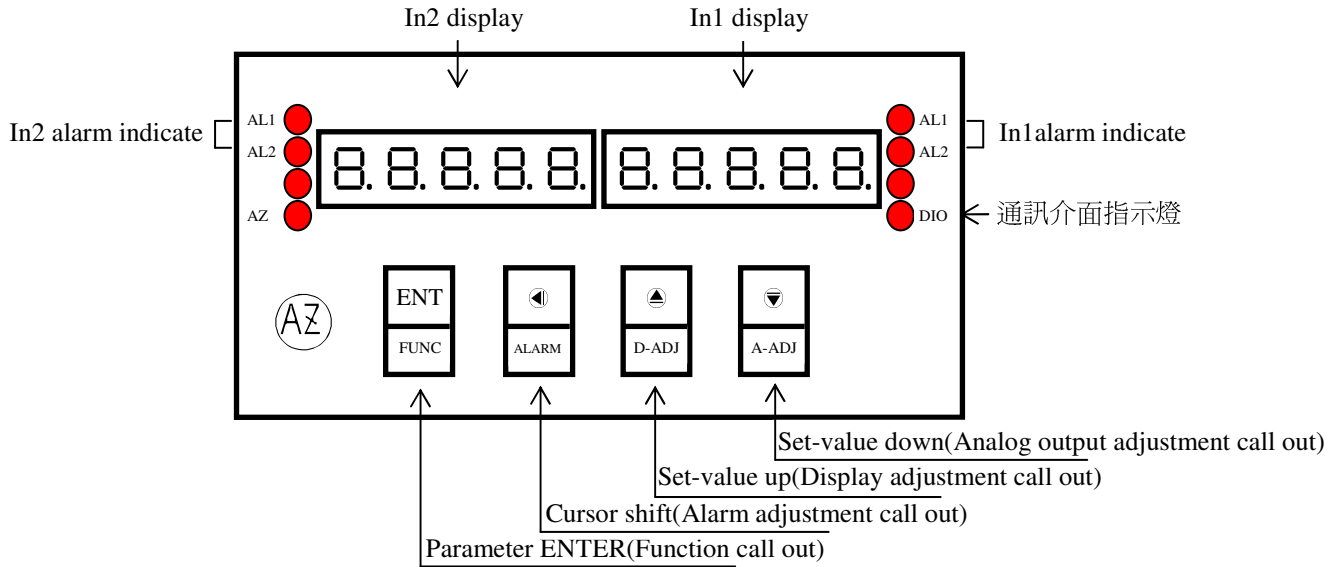 In2 display
In1 display
AL1
AL1
In2 alarm indicate
In1alarm indicate
AL2
AL2
8.8.8.8.8.
8.8.8.8.8.
AZ
DIO
通訊介面指示燈
AZ
ENT
FUNC
ALARM
D-ADJ
A-ADJ
Set-value down(Analog output adjustment call out)
Set-value up(Display adjustment call out)
Cursor shift(Alarm adjustment call out)
Parameter ENTER(Function call out)